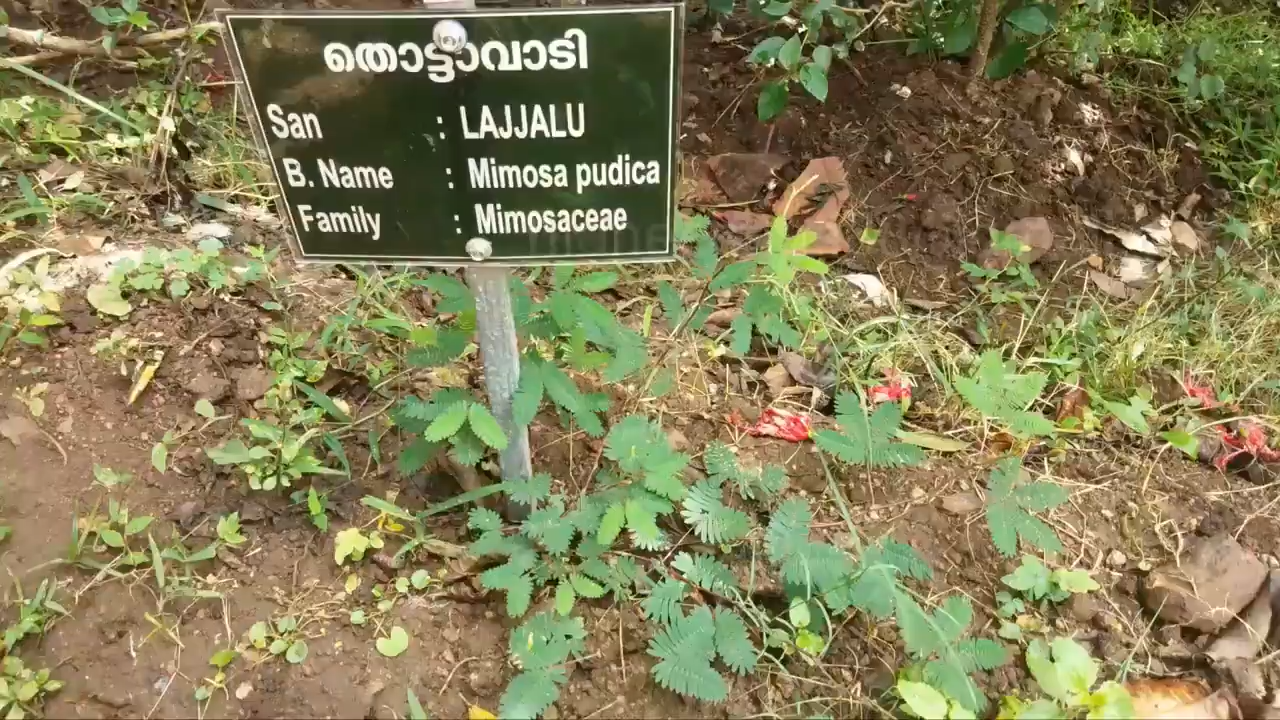 തൊട്ടാവാടി
San : LAJJALU
B. Name : Mimosa pudica
Family : Mimosaceae